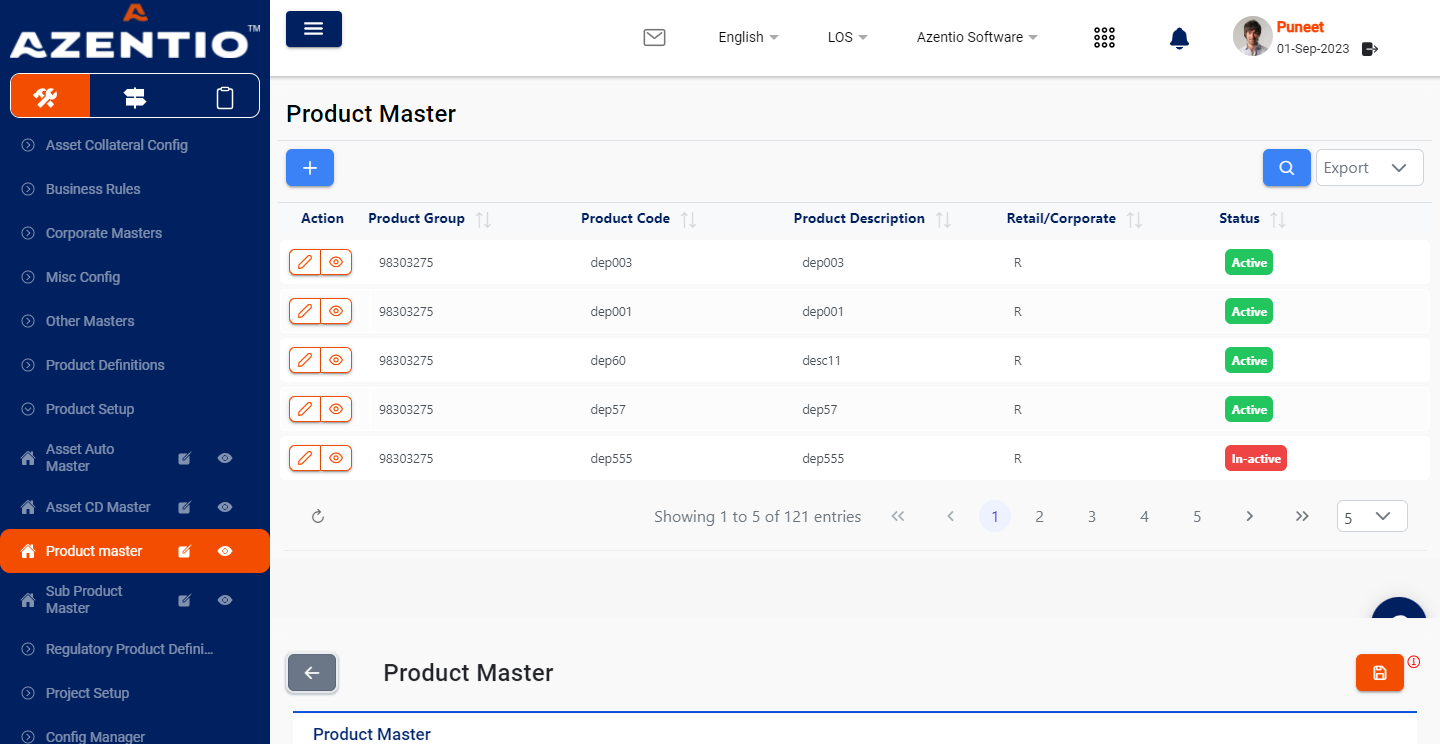 AZENTIO™
English
LOS
Azentio Software
Puneet
01-Sep-2023
Asset Collateral Config
Business Rules
Corporate Masters
Misc Config
Other Masters
Product Definitions
Product Setup
Asset Auto
Master
Asset CD Master
Product master
Sub Product
Master
Regulatory Product Defini...
Project Setup
Config Manager
Product Master
Export
Action Product Group Product Code Product Description Retail/Corporate Status
98303275 dep003 dep003 R Active
98303275 dep001 dep001 R Active
98303275 dep60 desc11 R Active
98303275 dep57 dep57 R Active
98303275 dep555 dep555 R In-active
Showing 1 to 5 of 121 entries 1 2 3 4 5 5
Product Master
Product Master